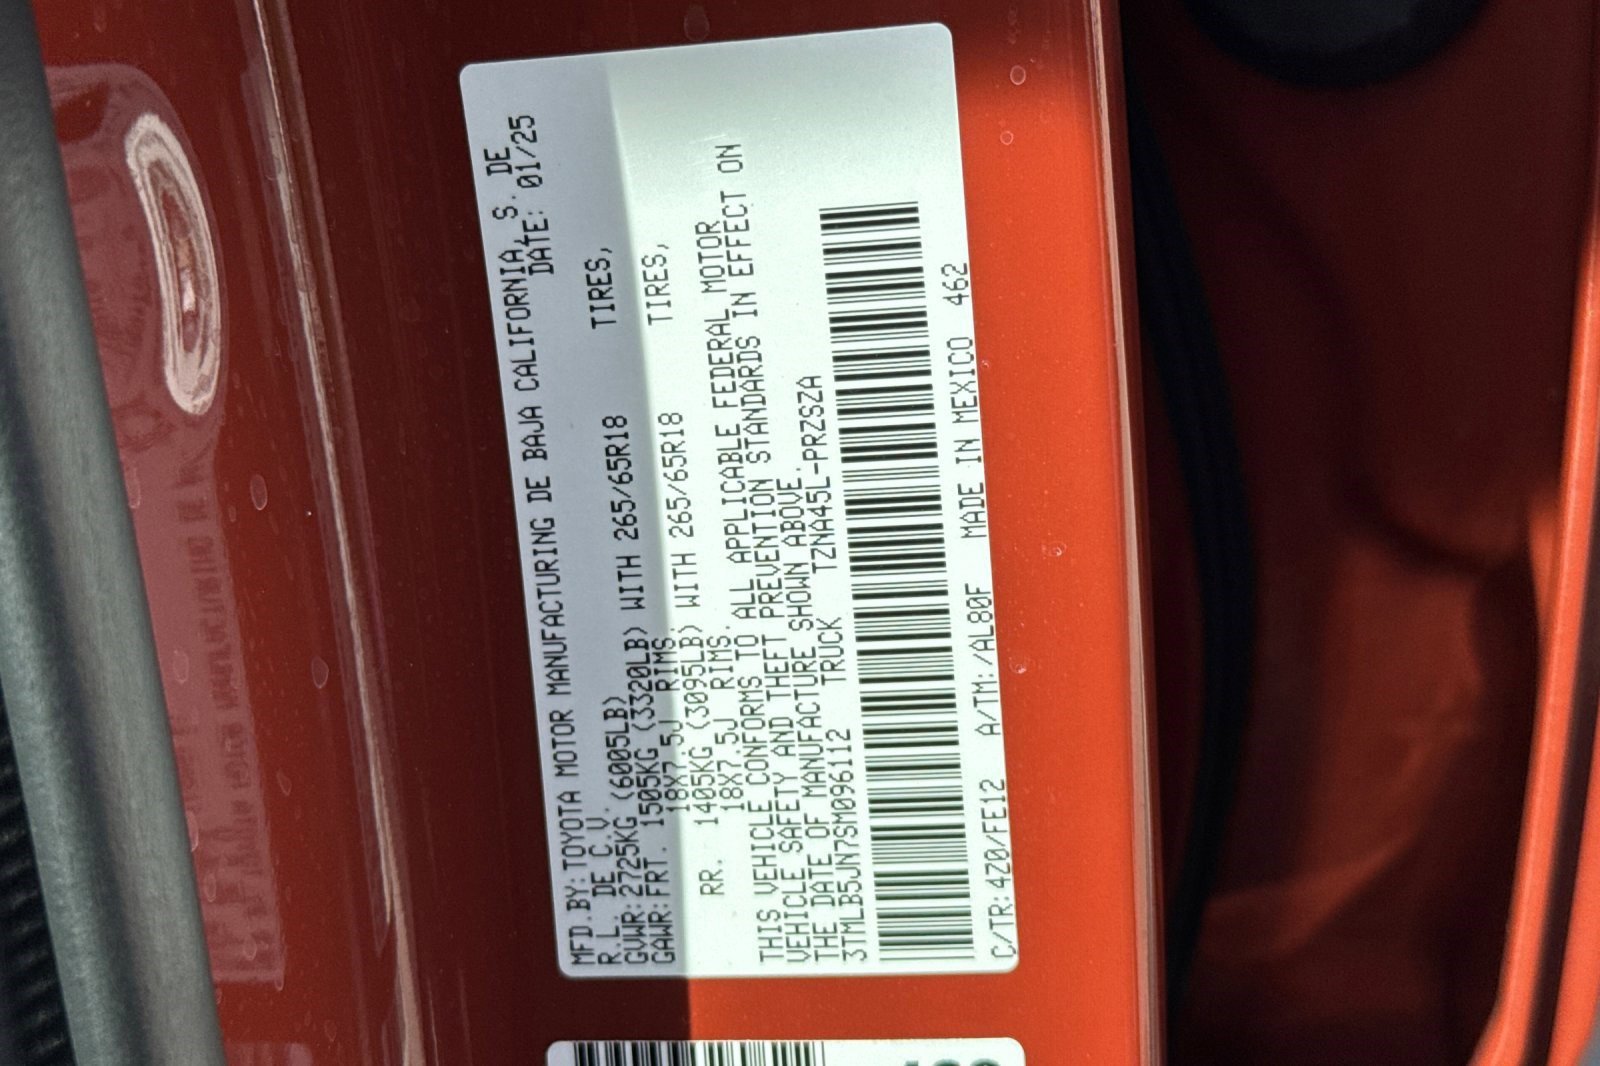 MFD.BY:TOYOTA MOTOR MANUFACTURING DE BAJA CALIFORNIA, S. DE
R.L. DE C.V. DATE: 01/25
GVWR:2725KG (6005LB)
GAWR:FRT. 1505KG (3320LB) WITH 265/65R18 TIRES,
18X7.5J RIMS.
RR. 1405KG (3095LB) WITH 265/65R18 TIRES,
18X7.5J RIMS.
THIS VEHICLE CONFORMS TO ALL APPLICABLE FEDERAL MOTOR
VEHICLE SAFETY AND THEFT PREVENTION STANDARDS IN EFFECT ON
THE DATE OF MANUFACTURE SHOWN ABOVE.
3TMLB5JN7SM096112 TRUCK TZNA45L-PRZSZA
C/TR:4Z0/FE12 A/TM:/AL80F MADE IN MEXICO 462